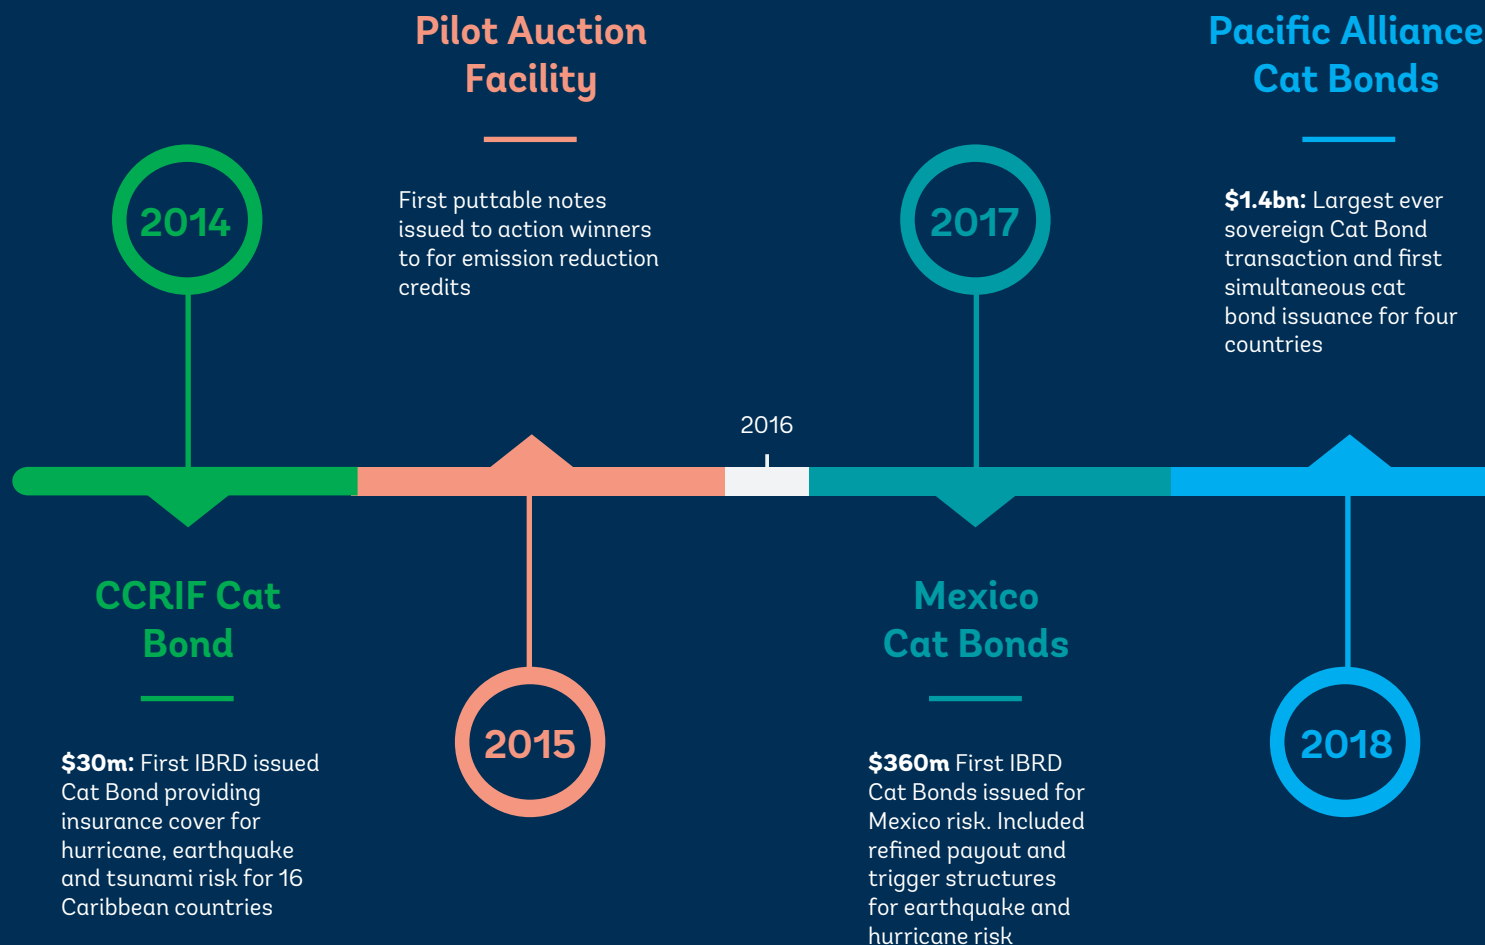 2014
CCRIF Cat
Bond
$30m: First IBRD issued
Cat Bond providing
insurance cover for
hurricane, earthquake
and tsunami risk for 16
Caribbean countries
Pilot Auction
Facility
First puttable notes
issued to action winners
to for emission reduction
credits
2015
2016
2017
Mexico
Cat Bonds
$360m First IBRD
Cat Bonds issued for
Mexico risk. Included
refined payout and
trigger structures
for earthquake and
hurricane risk
Pacific Alliance
Cat Bonds
$1.4bn: Largest ever
sovereign Cat Bond
transaction and first
simultaneous cat
bond issuance for four
countries
2018